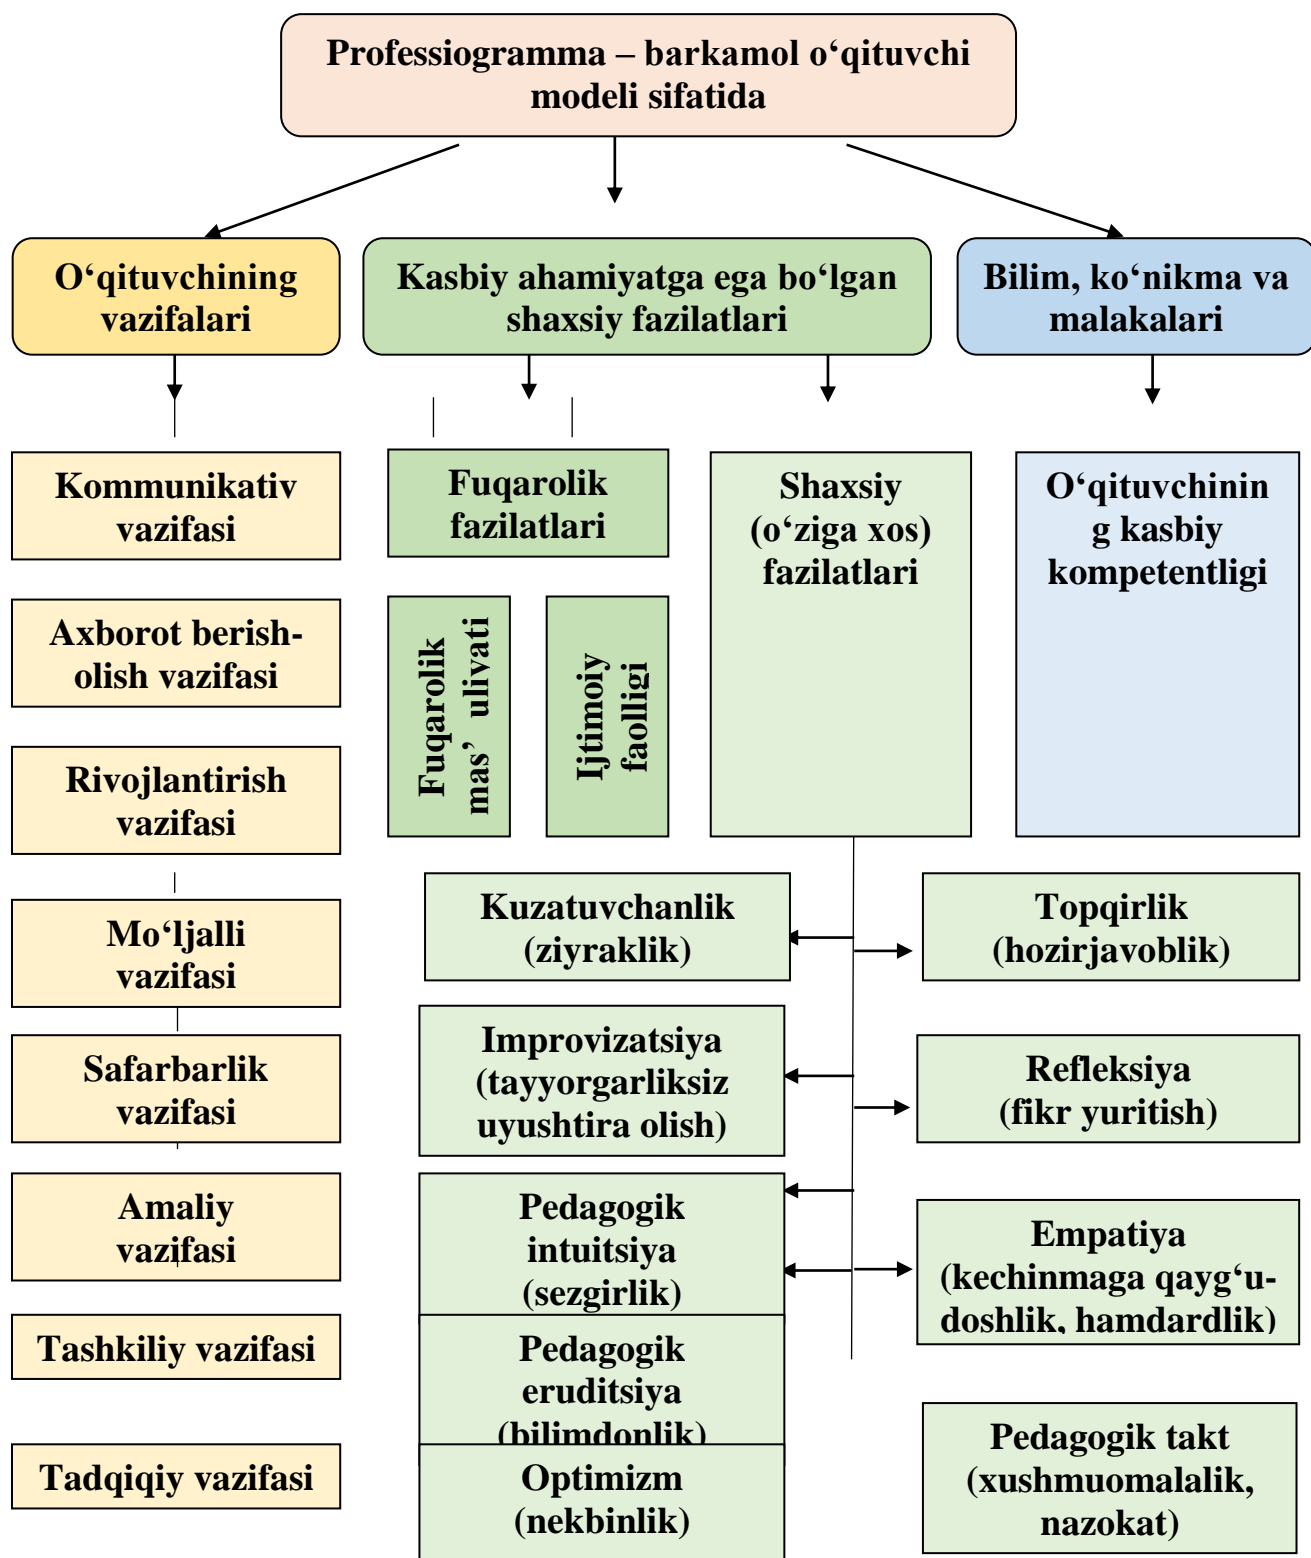 Professiogramma – barkamol o‘qituvchi
modeli sifatida
O‘qituvchining
vazifalari
Kasbiy ahamiyatga ega bo‘lgan
shaxsiy fazilatlari
Bilim, ko‘nikma va
malakalari
Kommunikativ
vazifasi
Axborot berish-
olish vazifasi
Rivojlantirish
vazifasi
Mo‘ljalli
vazifasi
Safarbarlik
vazifasi
Amaliy
vazifasi
Tashkiliy vazifasi
Tadqiqiy vazifasi
Fuqarolik
fazilatlari
Fuqarolik
mas’ ulivati
Ijtimoiy
faolligi
Shaxsiy
(o‘ziga xos)
fazilatlari
O‘qituvchinin
g kasbiy
kompetentligi
Kuzatuvchanlik
(ziyraklik)
Improvizatsiya
(tayyorgarliksiz
uyushtira olish)
Pedagogik
intuitsiya
(sezgirlik)
Pedagogik
eruditsiya
(bilimdonlik)
Optimizm
(nekbinlik)
Topqirlik
(hozirjavoblik)
Refleksiya
(fikr yuritish)
Empatiya
(kechinmaga qayg‘u-
doshlik, hamdardlik)
Pedagogik takt
(xushmuomalalik,
nazokat)